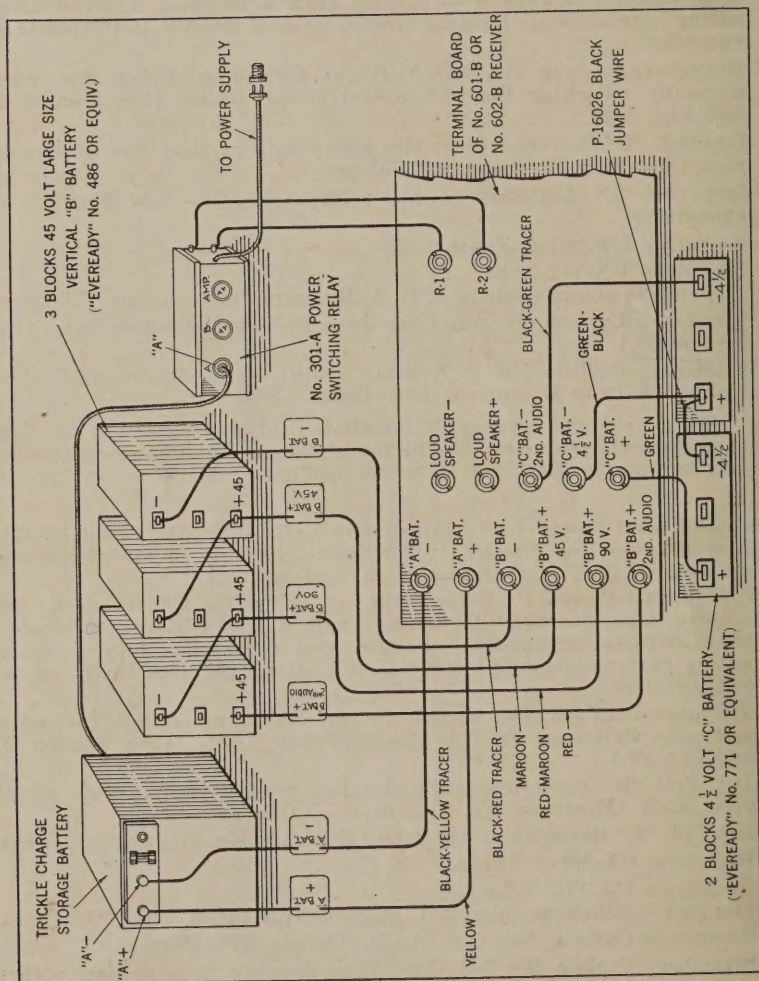 3 BLOCKS 45 VOLT LARGE SIZE
VERTICAL "B" BATTERY
("EVEREADY" No. 486 OR EQUIV.)
TO POWER SUPPLY
TRICKLE CHARGE
STORAGE BATTERY
"A"-
"A"+
-
+45
-
+45
-
+45
"A"
A
B
AMP.
No. 301-A POWER
SWITCHING RELAY
A BAT.
+
A BAT.
-
B BAT+
2ND AUDIO
B BAT+
90V
B BAT+
45V.
B BAT
-
YELLOW
BLACK-YELLOW TRACER
BLACK-RED TRACER
MAROON
RED-MAROON
RED
TERMINAL BOARD
OF No. 601-B OR
No. 602-B RECEIVER
R-1
R-2
"A" BAT.
-
"A" BAT.
+
"B" BAT.
-
"B" BAT.+
45 V.
"B" BAT.+
90 V.
"B" BAT.+
2ND. AUDIO
LOUD
SPEAKER-
LOUD
SPEAKER+
"C" BAT.-
2ND. AUDIO
"C" BAT.-
4½ V.
"C" BAT.
+
BLACK-GREEN TRACER
GREEN-
BLACK
GREEN
P-16026 BLACK
JUMPER WIRE
+
-4½
+
-4½
2 BLOCKS 4½ VOLT "C" BATTERY
("EVEREADY" No. 771 OR EQUIVALENT)